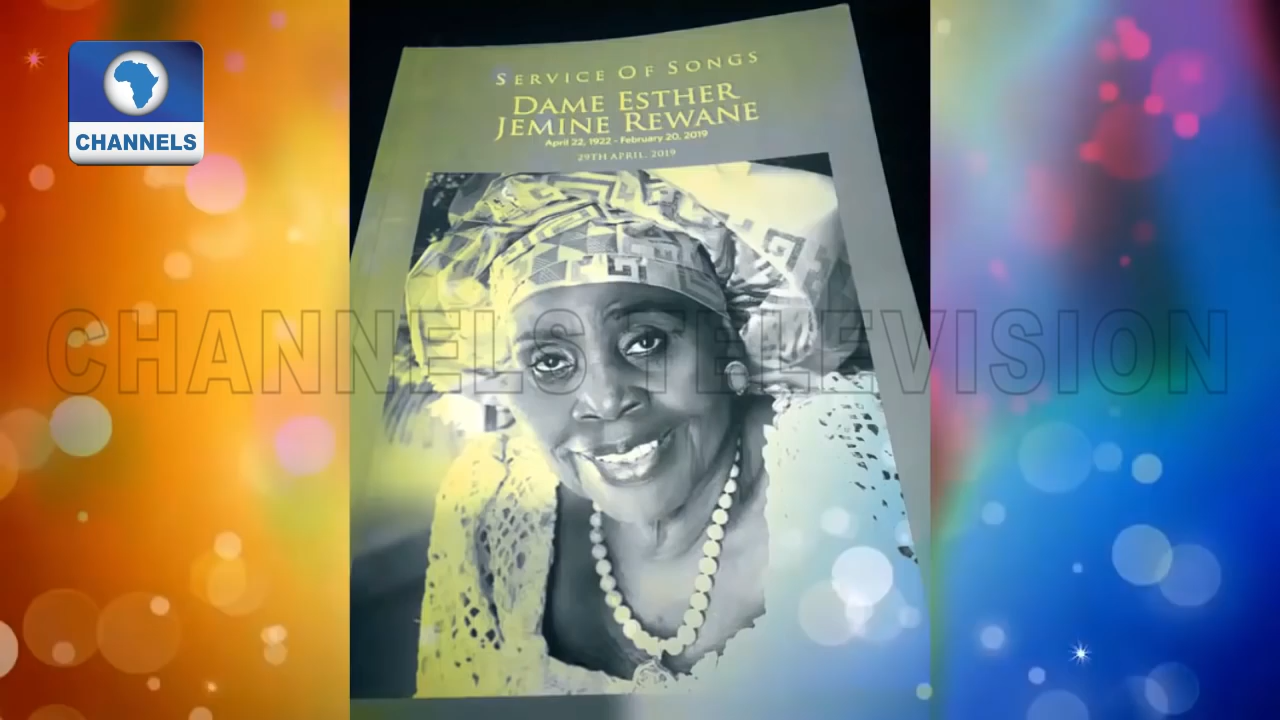 CHANNELS
SERVICE OF SONGS
DAME ESTHER
JEMINE REWANE
April 22, 1922 - February 20, 2019
29TH APRIL, 2019
CHANNELS TELEVISION